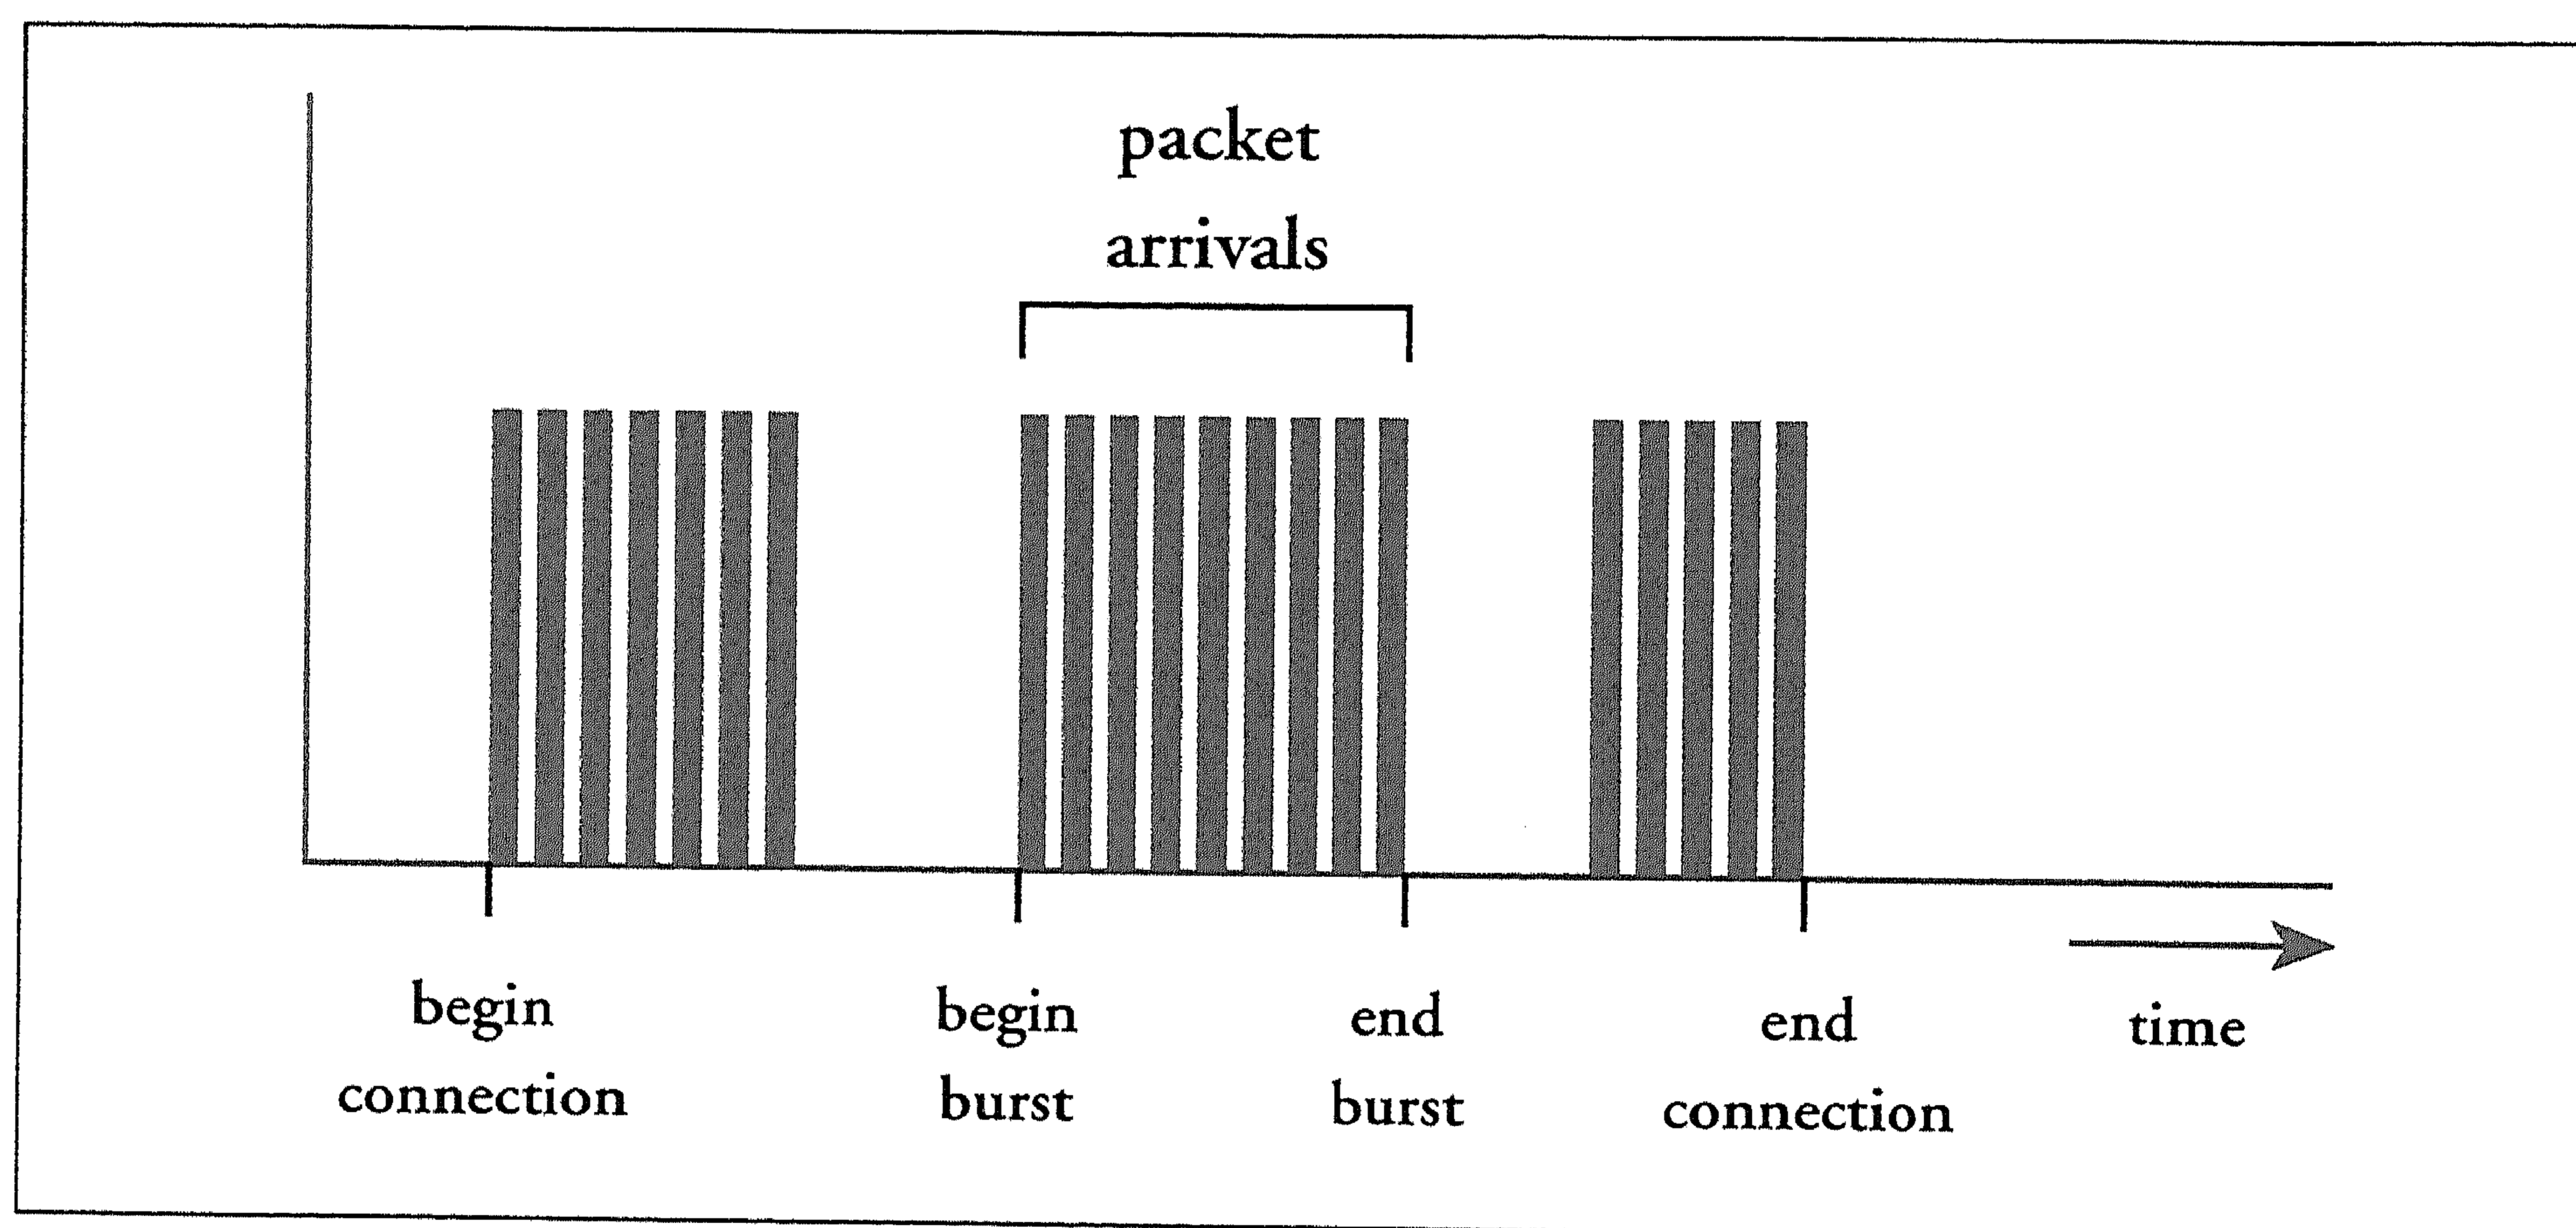 packet
arrivals
begin
connection
begin
burst
end
burst
end
connection
time